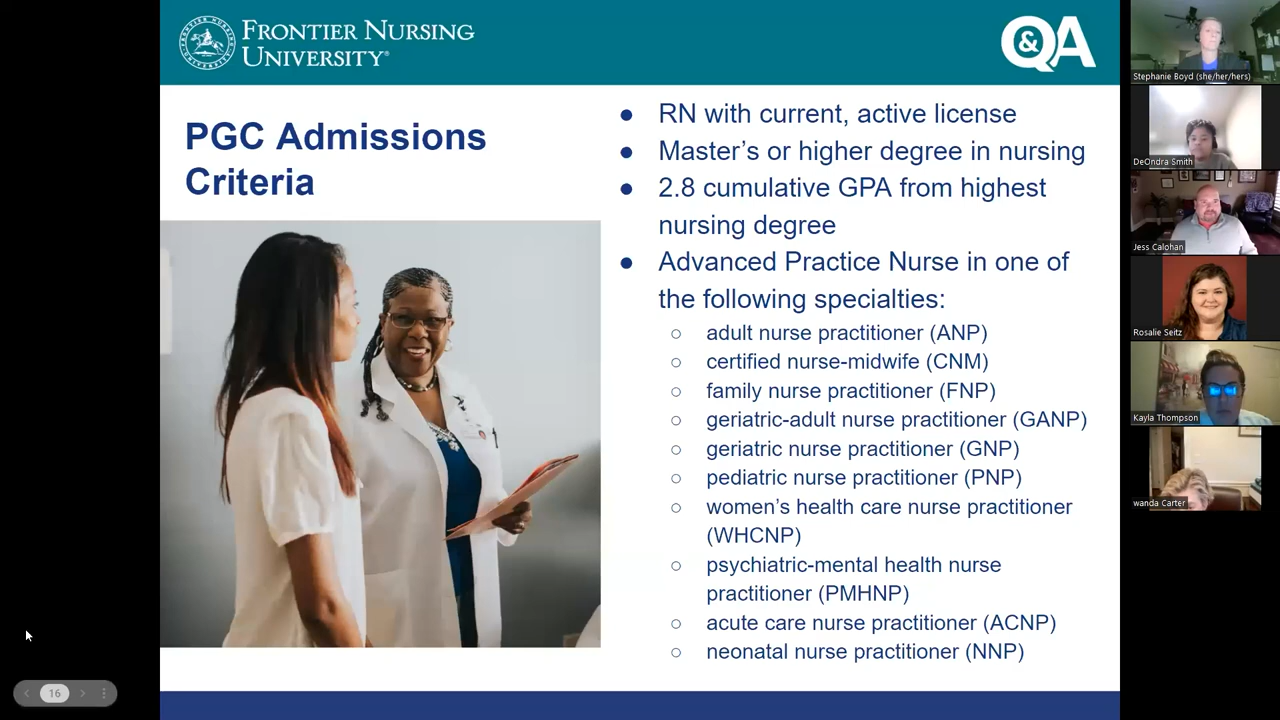 FRONTIER NURSING
UNIVERSITY®
Q&A
PGC Admissions
Criteria
● RN with current, active license
● Master’s or higher degree in nursing
● 2.8 cumulative GPA from highest
nursing degree
● Advanced Practice Nurse in one of
the following specialties:
○ adult nurse practitioner (ANP)
○ certified nurse-midwife (CNM)
○ family nurse practitioner (FNP)
○ geriatric-adult nurse practitioner (GANP)
○ geriatric nurse practitioner (GNP)
○ pediatric nurse practitioner (PNP)
○ women’s health care nurse practitioner
(WHCNP)
○ psychiatric-mental health nurse
practitioner (PMHNP)
○ acute care nurse practitioner (ACNP)
○ neonatal nurse practitioner (NNP)
Stephanie Boyd (she/her/hers)
DeOndra Smith
Jess Calohan
Rosalie Seitz
Kayla Thompson
wanda Carter
16